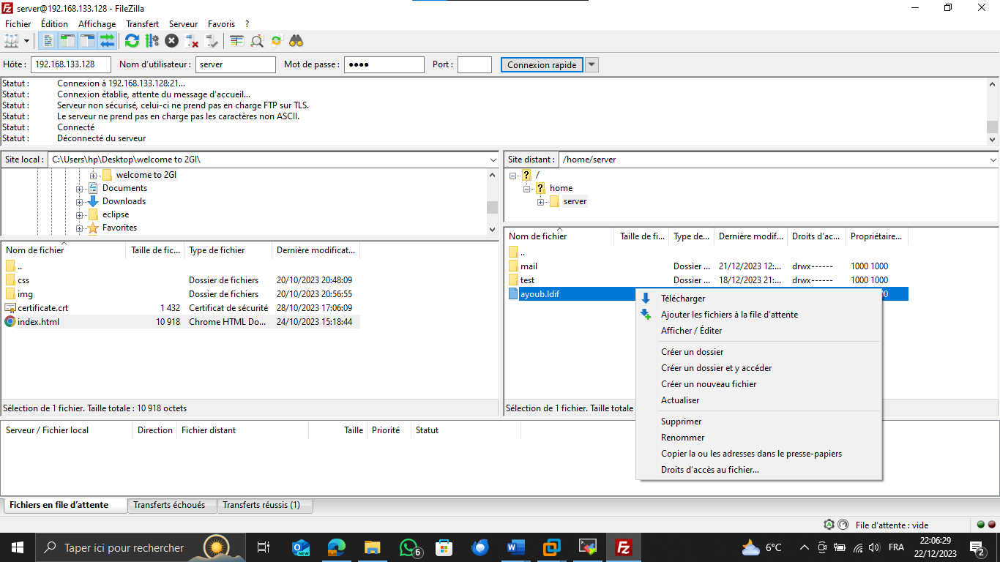 server@192.168.133.128 - FileZilla
Fichier Édition Affichage Transfert Serveur Favoris ?
Hôte : 192.168.133.128 Nom d'utilisateur : server Mot de passe : •••• Port : Connexion rapide
Statut : Connexion à 192.168.133.128:21...
Statut : Connexion établie, attente du message d'accueil...
Statut : Serveur non sécurisé, celui-ci ne prend pas en charge FTP sur TLS.
Statut : Le serveur ne prend pas en charge pas les caractères non ASCII.
Statut : Connecté
Statut : Déconnecté du serveur
Site local : C:\Users\hp\Desktop\welcome to 2GI\
welcome to 2GI
Documents
Downloads
eclipse
Favorites
Nom de fichier Taille de fic... Type de fichier Dernière modificat...
..
css Dossier de fichiers 20/10/2023 20:48:09
img Dossier de fichiers 20/10/2023 20:56:55
certificate.crt 1 432 Certificat de sécurité 28/10/2023 17:06:09
index.html 10 918 Chrome HTML Do... 24/10/2023 15:18:44
Sélection de 1 fichier. Taille totale : 10 918 octets
Site distant : /home/server
? /
? home
server
Nom de fichier Taille de fi... Type de... Dernière modif... Droits d'ac... Propriétaire...
..
mail Dossier ... 21/12/2023 12:... drwx------ 1000 1000
test Dossier ... 18/12/2023 21:... drwx------ 1000 1000
ayoub.ldif
Sélection de 1 fichier. Taille totale
Télécharger
Ajouter les fichiers à la file d'attente
Afficher / Éditer
Créer un dossier
Créer un dossier et y accéder
Créer un nouveau fichier
Actualiser
Supprimer
Renommer
Copier la ou les adresses dans le presse-papiers
Droits d'accès au fichier...
Serveur / Fichier local Direction Fichier distant Taille Priorité Statut
Fichiers en file d'attente Transferts échoués Transferts réussis (1)
File d'attente : vide
Taper ici pour rechercher 6 6°C FRA 22:06:29
22/12/2023 2